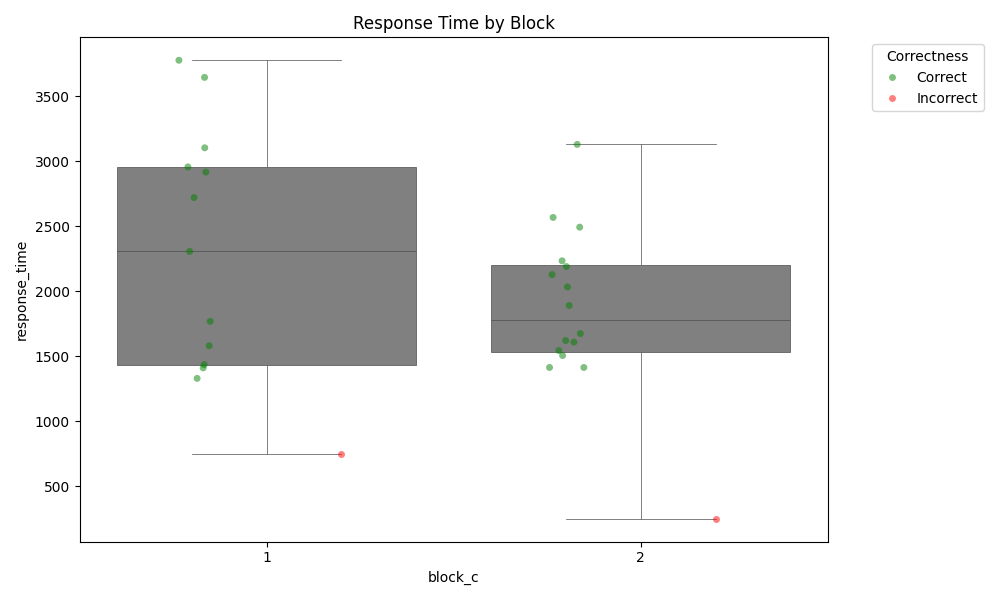 Response Time by Block
Correctness
Correct
Incorrect
3500
3000
2500
2000
1500
1000
500
response_time
1
2
block_c